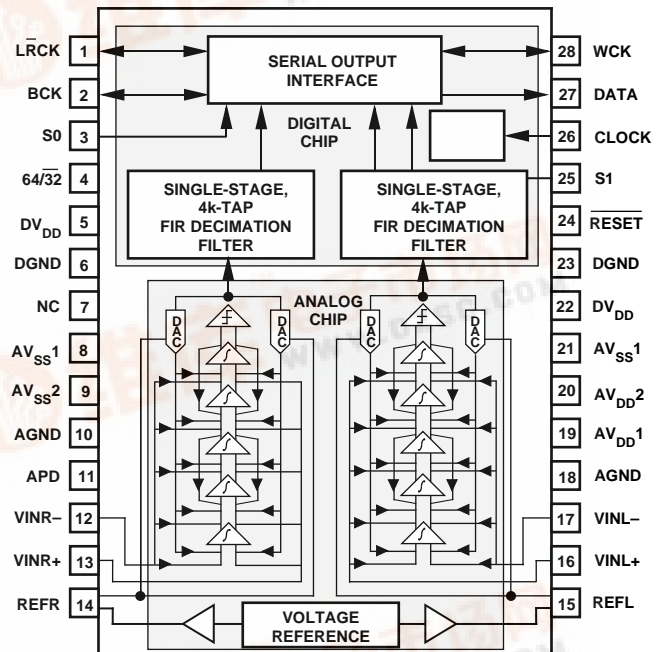 LRCK 1
BCK 2
S0 3
64/32 4
DVDD 5
DGND 6
NC 7
AVSS1 8
AVSS2 9
AGND 10
APD 11
VINR– 12
VINR+ 13
REFR 14
28 WCK
27 DATA
26 CLOCK
25 S1
24 RESET
23 DGND
22 DVDD
21 AVSS1
20 AVDD2
19 AVDD1
18 AGND
17 VINL–
16 VINL+
15 REFL
SERIAL OUTPUT
INTERFACE
DIGITAL
CHIP
SINGLE-STAGE,
4k-TAP
FIR DECIMATION
FILTER
SINGLE-STAGE,
4k-TAP
FIR DECIMATION
FILTER
ANALOG
CHIP
DAC
DAC
DAC
DAC
∫
∫
∫
∫
∫
∫
∫
∫
∫
∫
VOLTAGE
REFERENCE